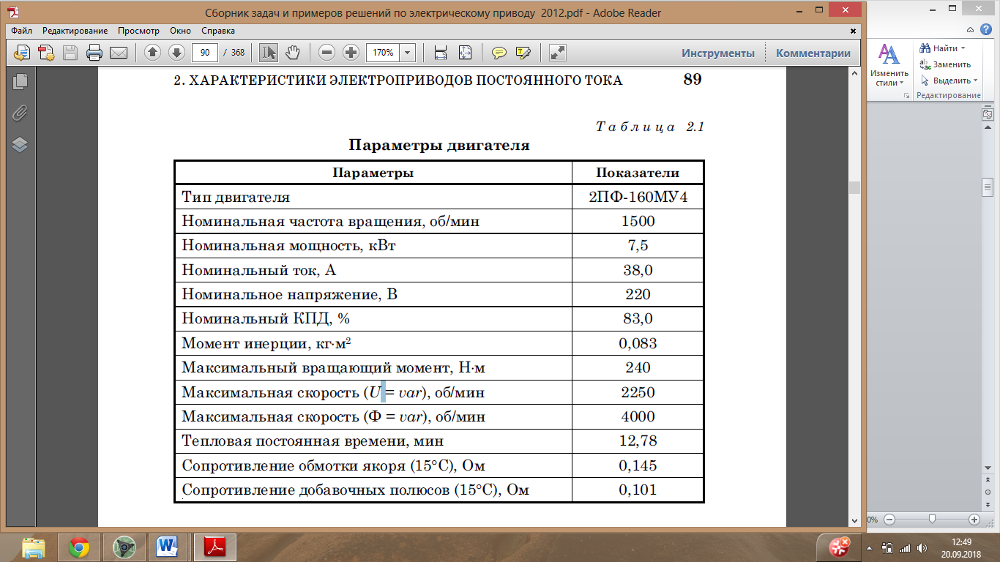 Сборник задач и примеров решений по электрическому приводу 2012.pdf - Adobe Reader
Файл Редактирование Просмотр Окно Справка
90 / 368 170% Инструменты Комментарии
Найти
Заменить
Выделить
Изменить стили
Редактирование
2. ХАРАКТЕРИСТИКИ ЭЛЕКТРОПРИВОДОВ ПОСТОЯННОГО ТОКА 89
Таблица 2.1
Параметры двигателя
Параметры Показатели
Тип двигателя 2ПФ-160МУ4
Номинальная частота вращения, об/мин 1500
Номинальная мощность, кВт 7,5
Номинальный ток, А 38,0
Номинальное напряжение, В 220
Номинальный КПД, % 83,0
Момент инерции, кг·м² 0,083
Максимальный вращающий момент, Н·м 240
Максимальная скорость (U = var), об/мин 2250
Максимальная скорость (Ф = var), об/мин 4000
Тепловая постоянная времени, мин 12,78
Сопротивление обмотки якоря (15°С), Ом 0,145
Сопротивление добавочных полюсов (15°С), Ом 0,101
0%
12:49
20.09.2018